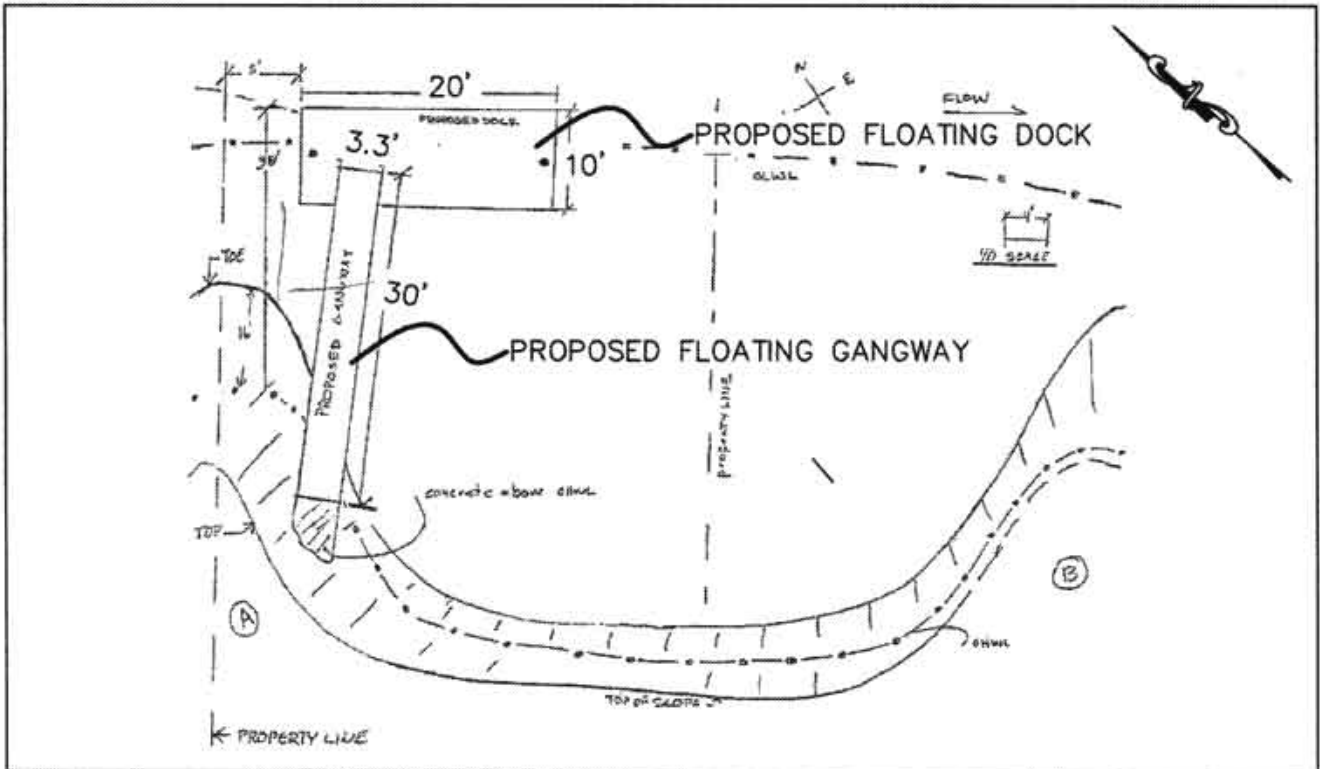 5'
20'
N
E
FLOW
PROPOSED DOCK
PROPOSED FLOATING DOCK
3.3'
10'
OLWL
TOE
PROPOSED GANGWAY
30'
PROPOSED FLOATING GANGWAY
PROPERTY LINE
concrete above OHWL
TOP
A
B
OHWL
TOP OF SLOPE
PROPERTY LINE